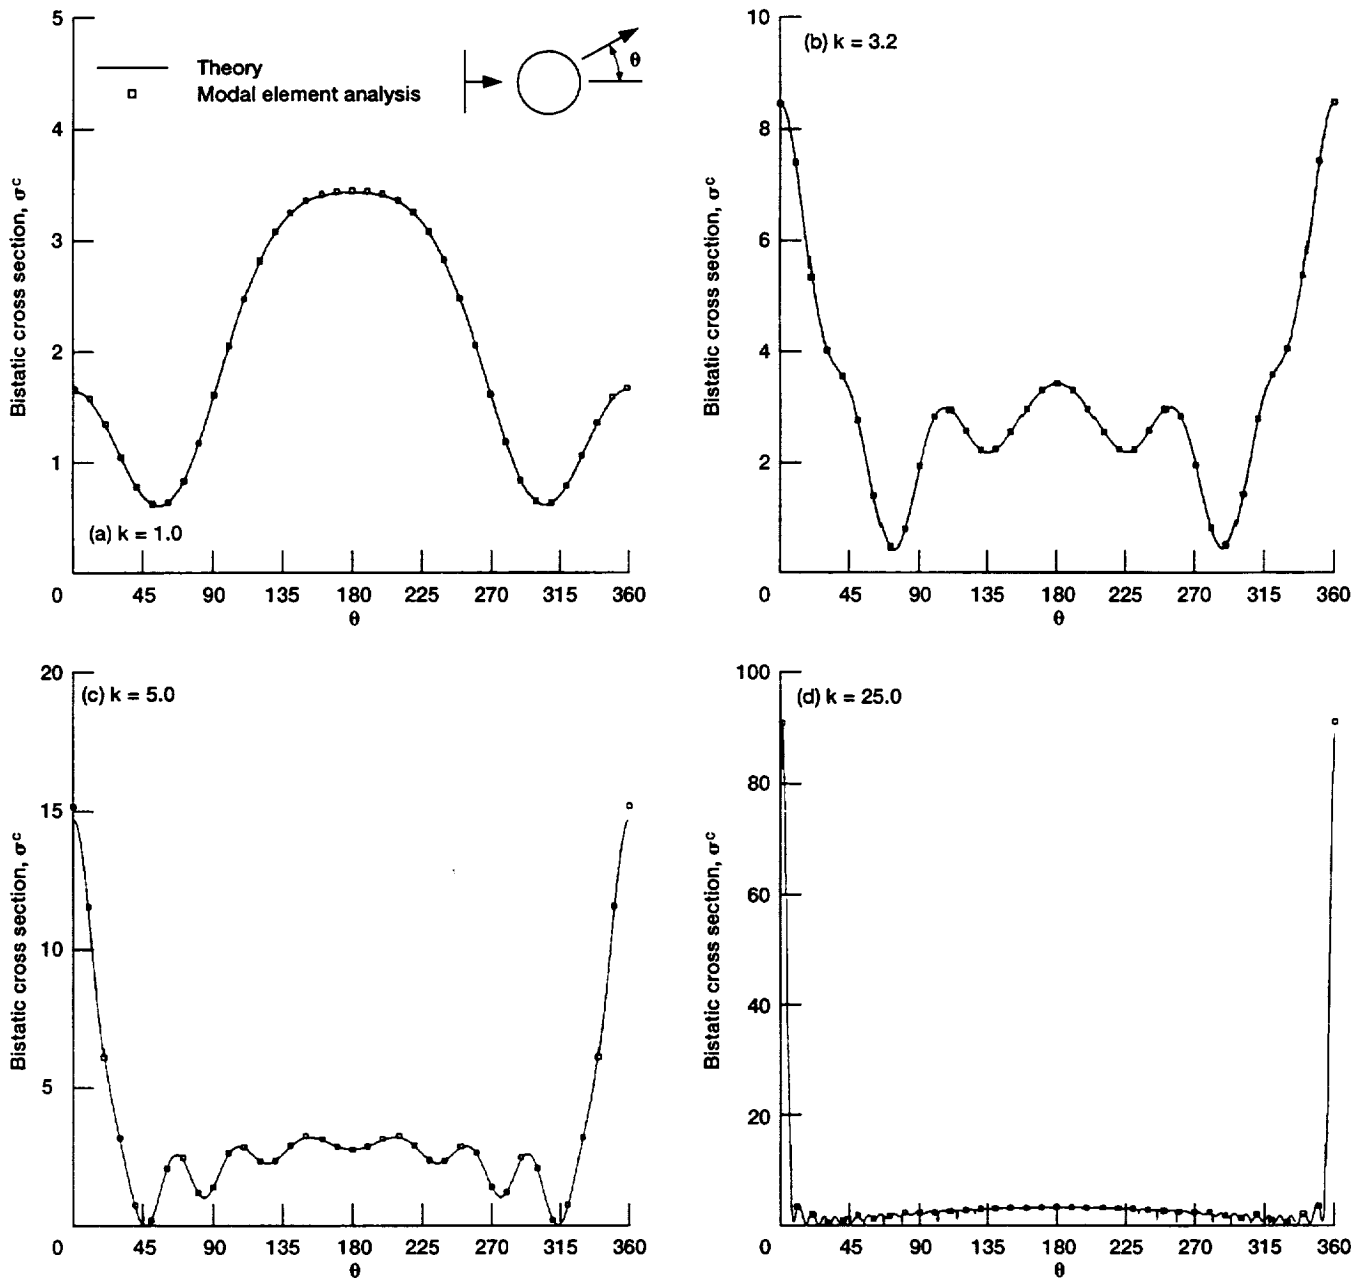 5
4
3
2
1
Bistatic cross section, σᶜ
Theory
Modal element analysis
θ
(a) k = 1.0
0 45 90 135 180 225 270 315 360
θ
10
8
6
4
2
Bistatic cross section, σᶜ
(b) k = 3.2
0 45 90 135 180 225 270 315 360
θ
20
15
10
5
Bistatic cross section, σᶜ
(c) k = 5.0
0 45 90 135 180 225 270 315 360
θ
100
80
60
40
20
Bistatic cross section, σᶜ
(d) k = 25.0
0 45 90 135 180 225 270 315 360
θ